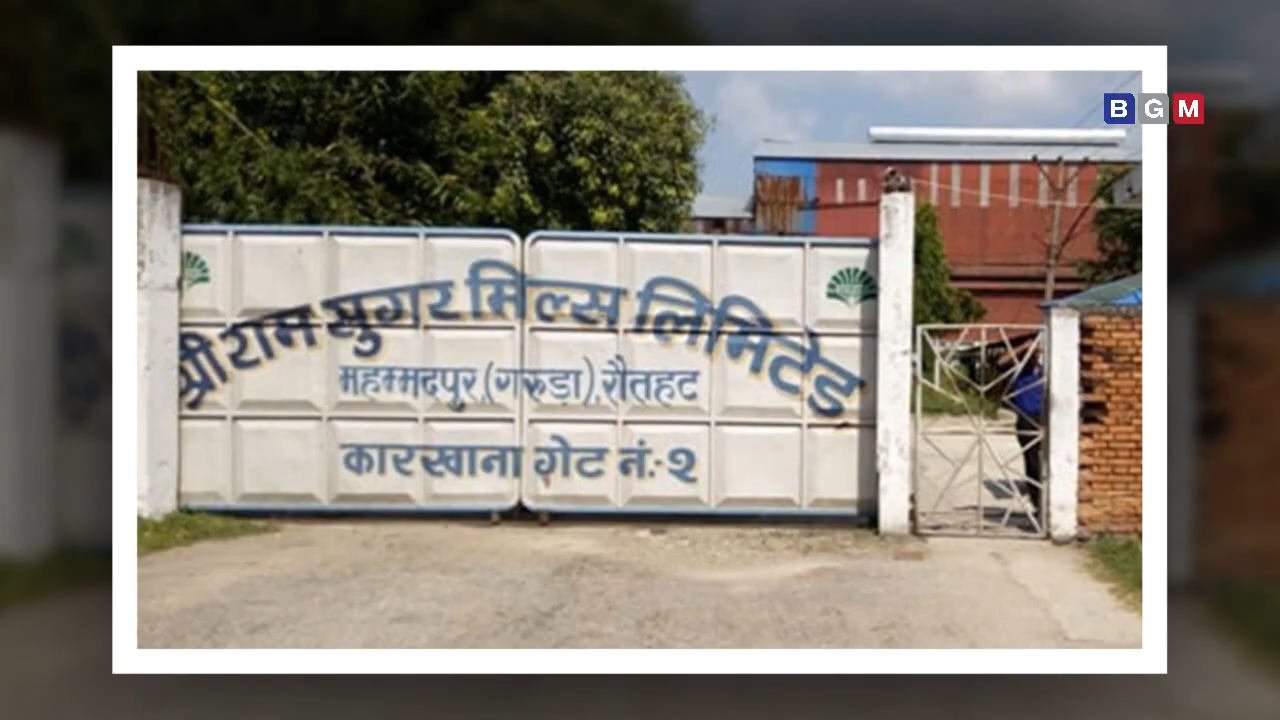 BGM
श्री राम सुगर मिल्स लिमिटेड
महम्मदपुर,(गरुडा),रौतहट
कारखाना गेट नं:-२